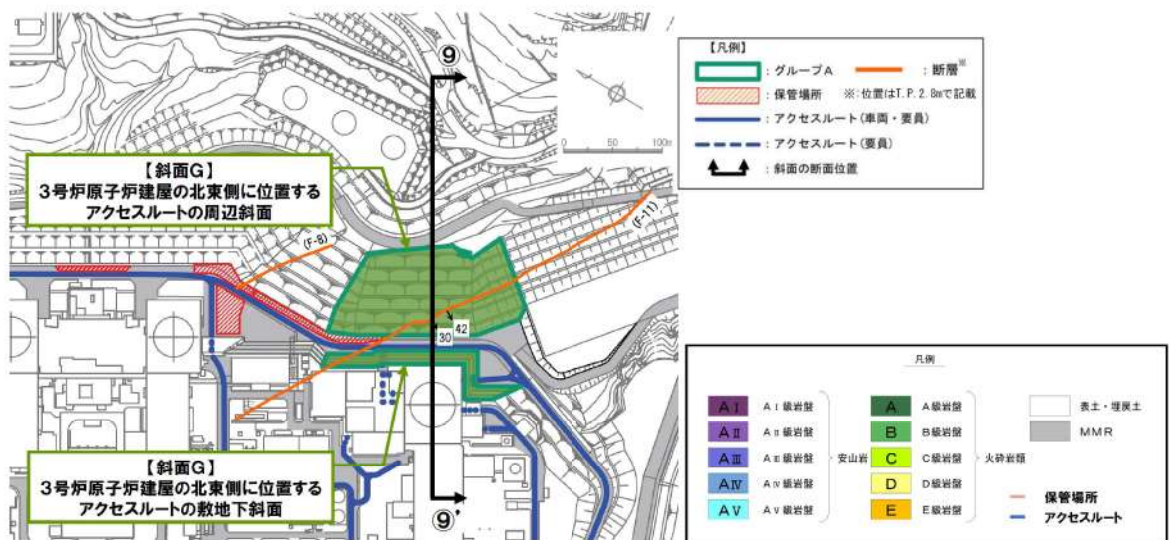 ⑨
【斜面G】
3号炉原子炉建屋の北東側に位置する
アクセスルートの周辺斜面
(F-8)
(F-11)
42
30
【斜面G】
3号炉原子炉建屋の北東側に位置する
アクセスルートの敷地下斜面
⑨'
0 50 100m
【凡例】
：グループA ：断層※
：保管場所 ※：位置はT.P.2.8mで記載
：アクセスルート(車両・要員)
：アクセスルート(要員)
：斜面の断面位置
凡例
AⅠ AⅠ級岩盤
AⅡ AⅡ級岩盤
AⅢ AⅢ級岩盤
AⅣ AⅣ級岩盤
AⅤ AⅤ級岩盤
安山岩
A A級岩盤
B B級岩盤
C C級岩盤
D D級岩盤
E E級岩盤
火砕岩類
表土・埋戻土
MMR
保管場所
アクセスルート